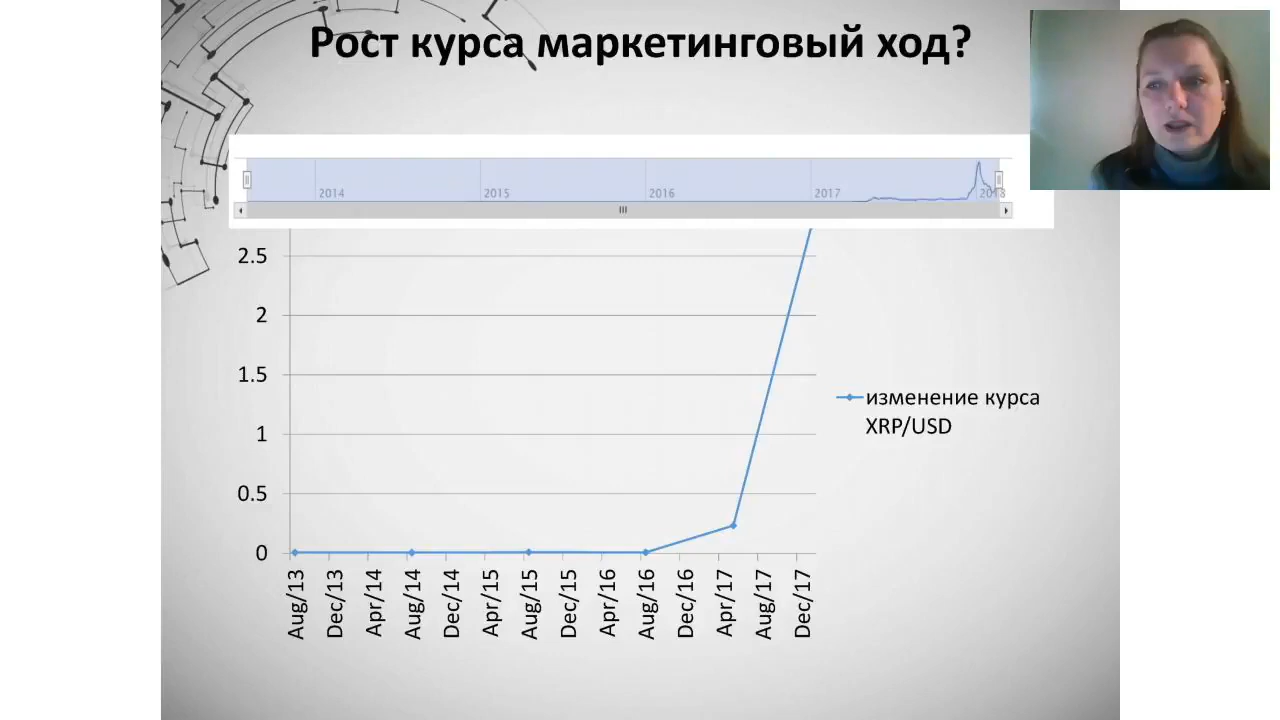 Рост курса маркетинговый ход?
2014
2015
2016
2017
2018
2.5
2
1.5
1
0.5
0
изменение курса
XRP/USD
Aug/13
Dec/13
Apr/14
Aug/14
Dec/14
Apr/15
Aug/15
Dec/15
Apr/16
Aug/16
Dec/16
Apr/17
Aug/17
Dec/17